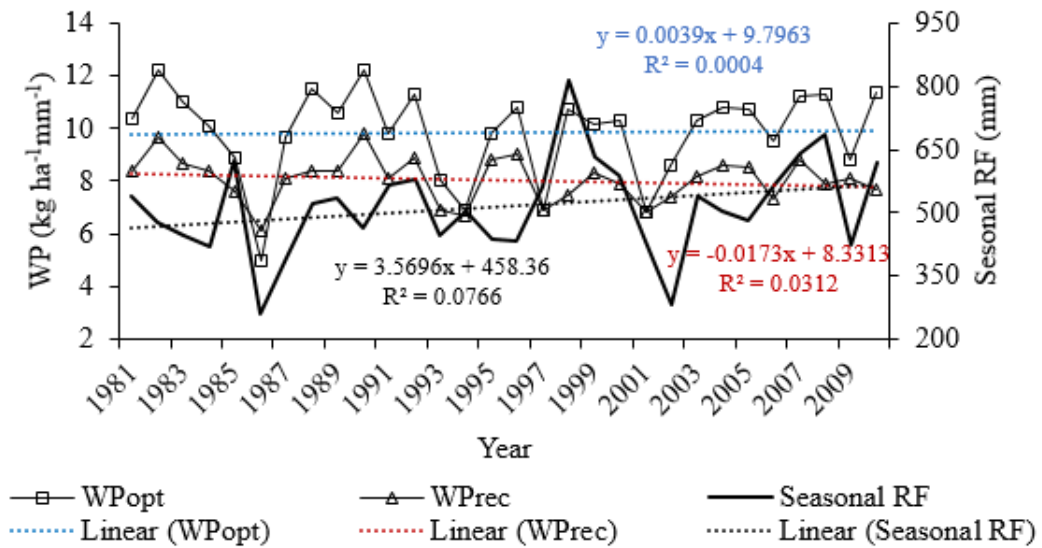 14
12
10
8
6
4
2
WP (kg ha⁻¹mm⁻¹)
950
800
650
500
350
200
Sesonal RF (mm)
y = 0.0039x + 9.7963
R² = 0.0004
y = 3.5696x + 458.36
R² = 0.0766
y = -0.0173x + 8.3313
R² = 0.0312
1981
1983
1985
1987
1989
1991
1993
1995
1997
1999
2001
2003
2005
2007
2009
Year
WPopt
WPrec
Seasonal RF
Linear (WPopt)
Linear (WPrec)
Linear (Seasonal RF)